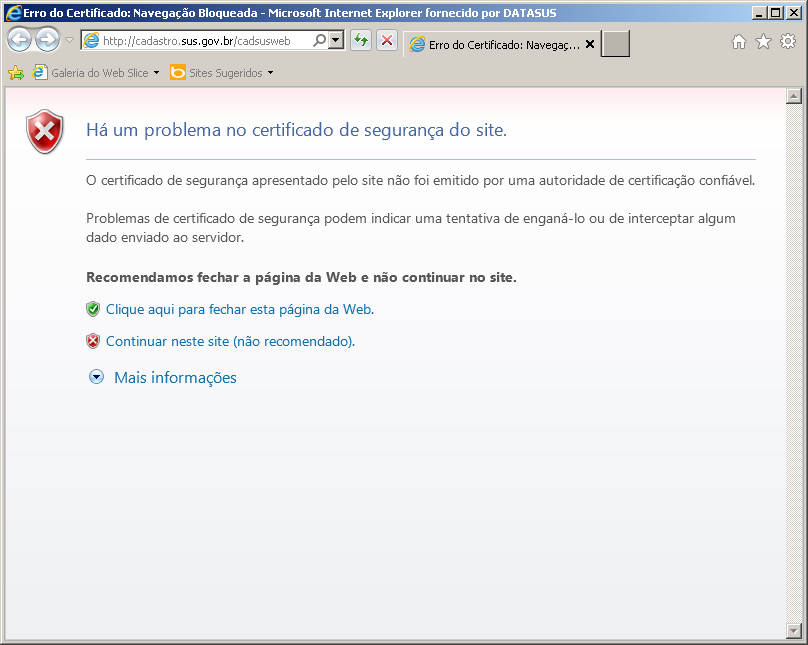 Erro do Certificado: Navegação Bloqueada - Microsoft Internet Explorer fornecido por DATASUS
http://cadastro.sus.gov.br/cadsusweb
Erro do Certificado: Navegaç...
Galeria do Web Slice
Sites Sugeridos
Há um problema no certificado de segurança do site.
O certificado de segurança apresentado pelo site não foi emitido por uma autoridade de certificação confiável.
Problemas de certificado de segurança podem indicar uma tentativa de enganá-lo ou de interceptar algum
dado enviado ao servidor.
Recomendamos fechar a página da Web e não continuar no site.
Clique aqui para fechar esta página da Web.
Continuar neste site (não recomendado).
Mais informações